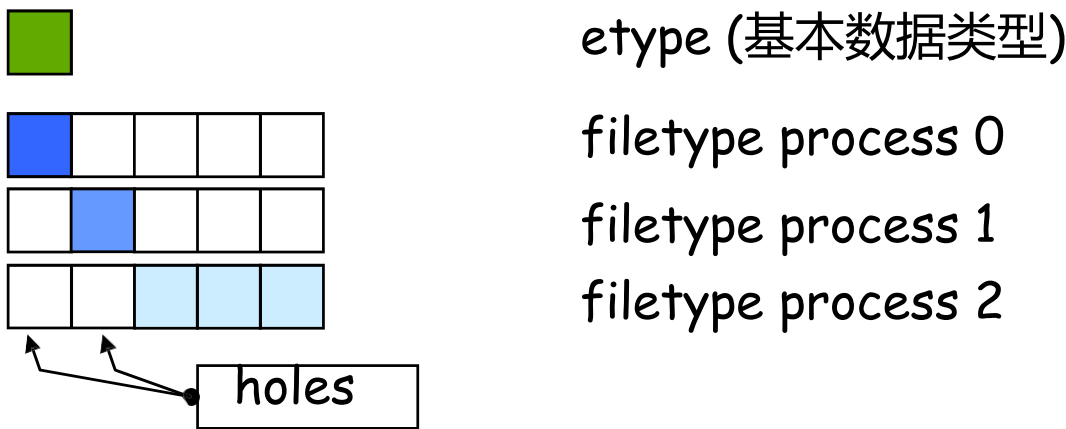 etype (基本数据类型)
filetype process 0
filetype process 1
filetype process 2
holes